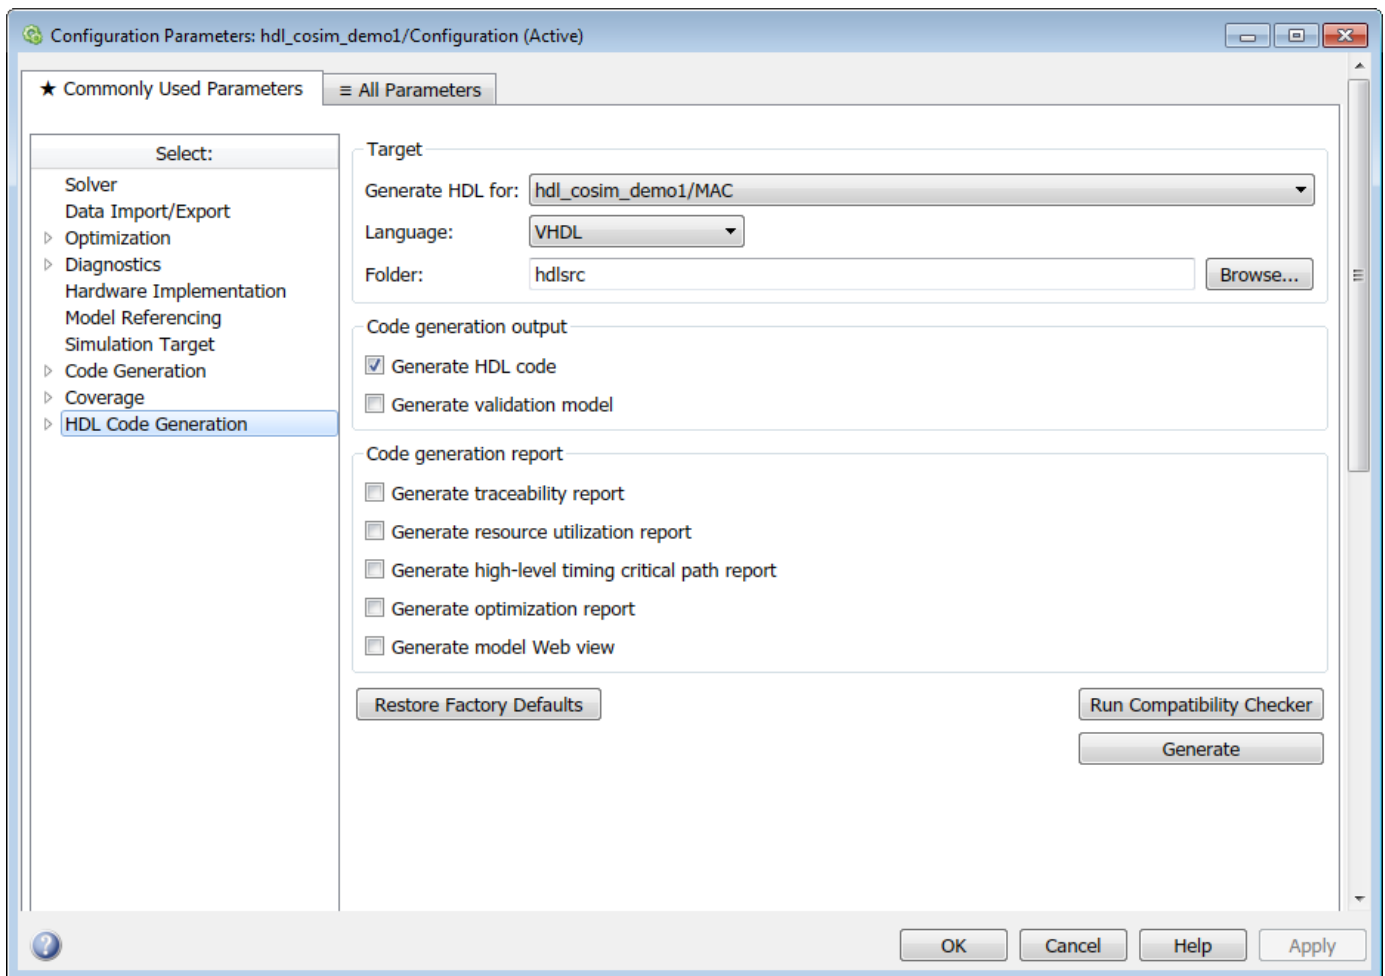 Configuration Parameters: hdl_cosim_demo1/Configuration (Active)
★ Commonly Used Parameters
≡ All Parameters
Select:
Solver
Data Import/Export
Optimization
Diagnostics
Hardware Implementation
Model Referencing
Simulation Target
Code Generation
Coverage
HDL Code Generation
Target
Generate HDL for: hdl_cosim_demo1/MAC
Language: VHDL
Folder: hdlsrc Browse...
Code generation output
Generate HDL code
Generate validation model
Code generation report
Generate traceability report
Generate resource utilization report
Generate high-level timing critical path report
Generate optimization report
Generate model Web view
Restore Factory Defaults
Run Compatibility Checker
Generate
?
OK Cancel Help Apply